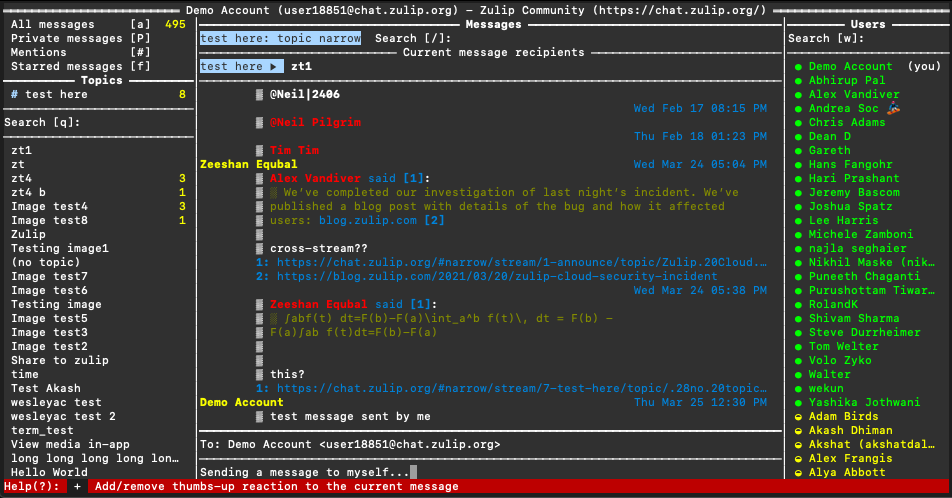 Demo Account (user18851@chat.zulip.org) - Zulip Community (https://chat.zulip.org/)
All messages [a] 495
Private messages [P]
Mentions [#]
Starred messages [f]
Topics
# test here 8
Search [q]:
zt1
zt
zt4 3
zt4 b 1
Image test4 3
Image test8 1
Zulip
Testing image1
(no topic)
Image test7
Image test6
Testing image
Image test5
Image test3
Image test2
Share to zulip
time
Test Akash
wesleyac test
wesleyac test 2
term_test
View media in-app
long long long long lon…
Hello World
Messages
test here: topic narrow Search [/]:
Current message recipients
test here ▶ zt1
@Neil|2406
Wed Feb 17 08:15 PM
@Neil Pilgrim
Thu Feb 18 01:23 PM
Tim Tim
Zeeshan Equbal Wed Mar 24 05:04 PM
Alex Vandiver said [1]:
We've completed our investigation of last night's incident. We've
published a blog post with details of the bug and how it affected
users: blog.zulip.com [2]
cross-stream??
1: https://chat.zulip.org/#narrow/stream/1-announce/topic/Zulip.20Cloud.…
2: https://blog.zulip.com/2021/03/20/zulip-cloud-security-incident
Wed Mar 24 05:38 PM
Zeeshan Equbal said [1]:
∫abf(t) dt=F(b)−F(a)\int_a^b f(t)\, dt = F(b) −
F(a)∫ab f(t)dt=F(b)−F(a)
this?
1: https://chat.zulip.org/#narrow/stream/7-test-here/topic/.28no.20topic…
Demo Account Thu Mar 25 12:30 PM
test message sent by me
To: Demo Account <user18851@chat.zulip.org>
Sending a message to myself...
Users
Search [w]:
Demo Account (you)
Abhirup Pal
Alex Vandiver
Andrea Soc
Chris Adams
Dean D
Gareth
Hans Fangohr
Hari Prashant
Jeremy Bascom
Joshua Spatz
Lee Harris
Michele Zamboni
najla seghaier
Nikhil Maske (nik…
Puneeth Chaganti
Purushottam Tiwar…
RolandK
Shivam Sharma
Steve Durrheimer
Tom Welter
Volo Zyko
Walter
wekun
Yashika Jothwani
Adam Birds
Akash Dhiman
Akshat (akshatdal…
Alex Frangis
Alya Abbott
Help(?): + Add/remove thumbs-up reaction to the current message